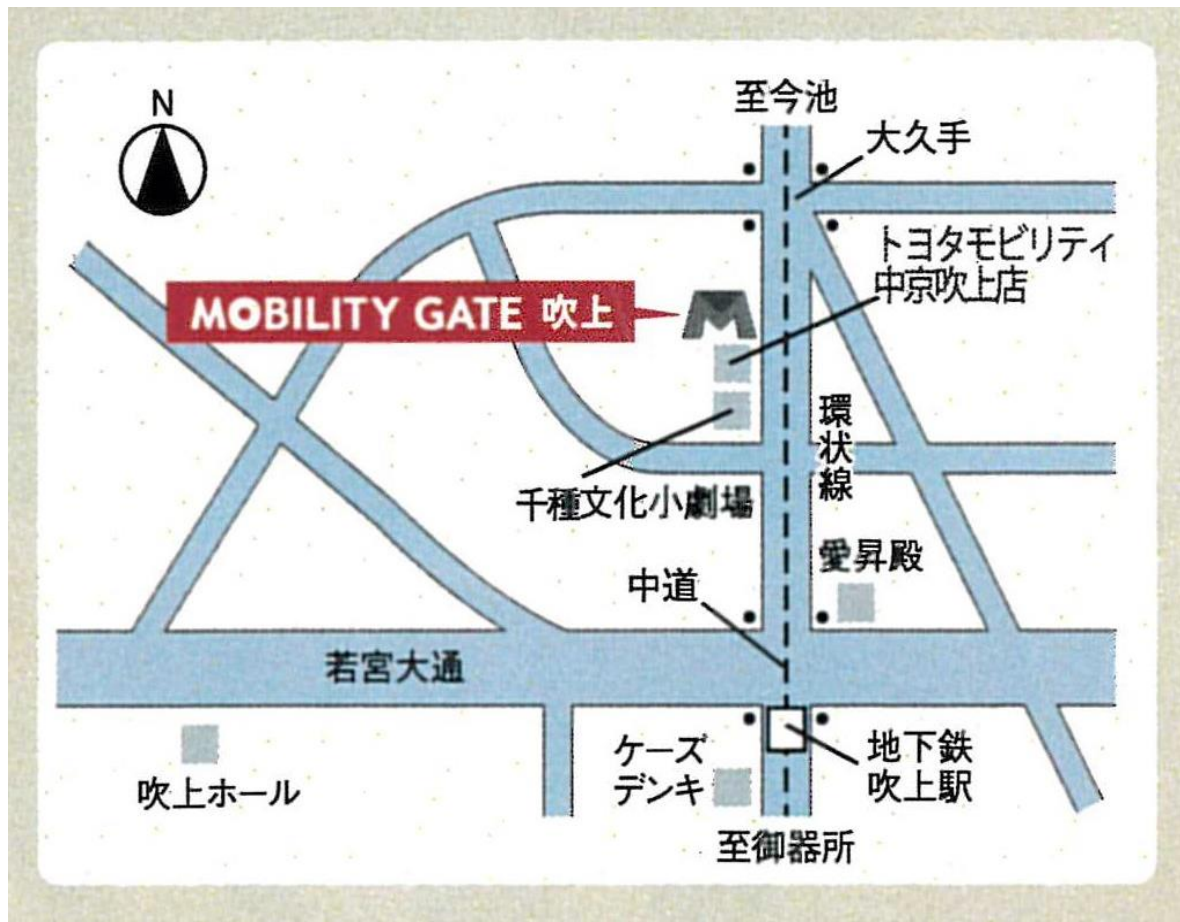 至今池
N
大久手
トヨタモビリティ
中京吹上店
MOBILITY GATE 吹上
環状線
千種文化小劇場
愛昇殿
中道
若宮大通
ケーズ
デンキ
地下鉄
吹上駅
吹上ホール
至御器所